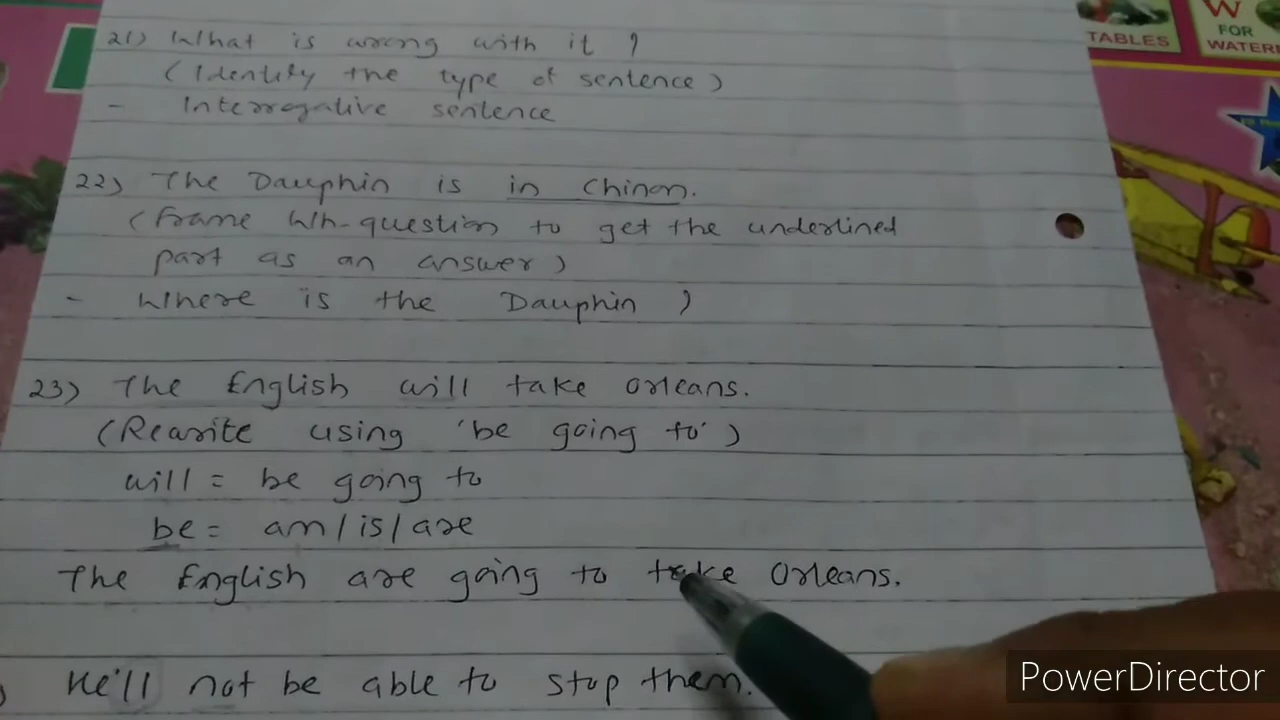 21) What is wrong with it ?
(Identify the type of sentence)
- Interrogative sentence
22) The Dauphin is in Chinon.
(Frame Wh-question to get the underlined
part as an answer)
- Where is the Dauphin ?
23) The English will take Orleans.
(Rewrite using 'be going to')
will = be going to
be = am/is/are
The English are going to take Orleans.
) He'll not be able to stop them.
TABLES
W
FOR
WATERM
PowerDirector